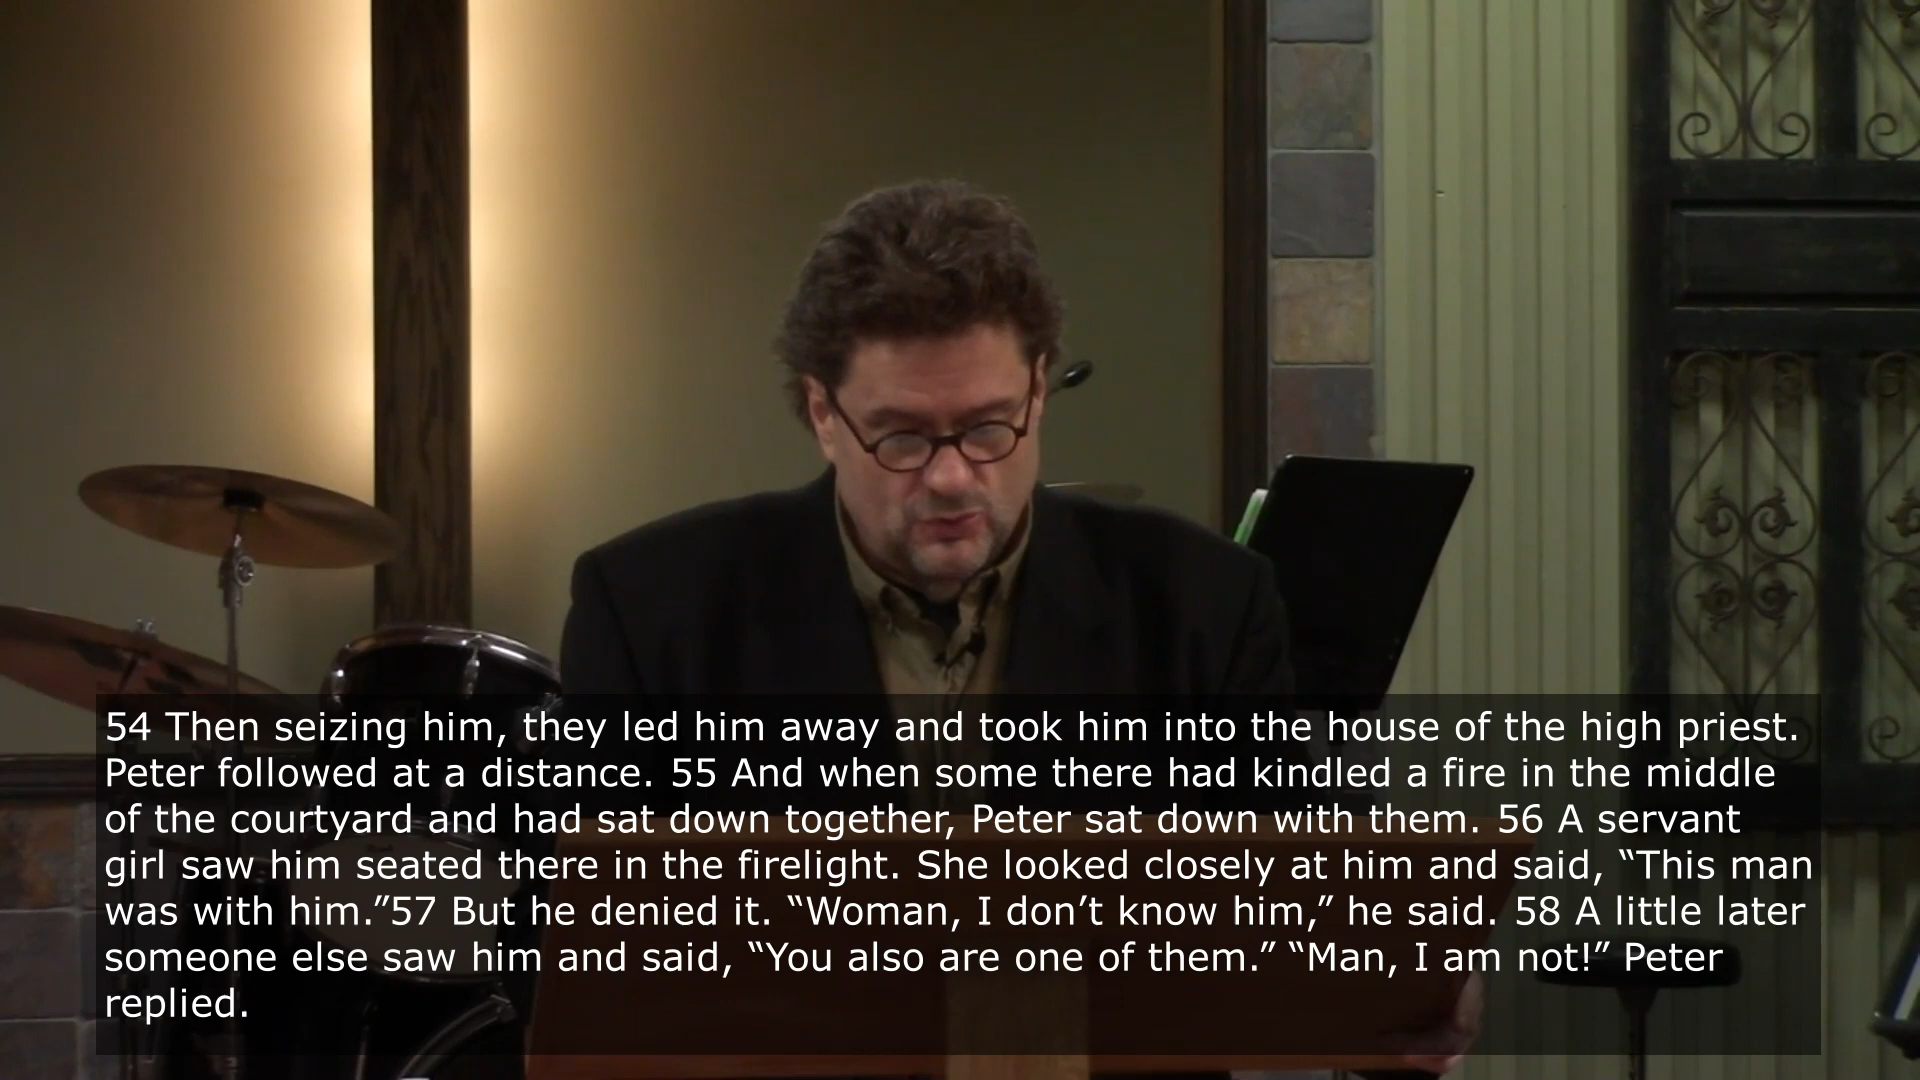 54 Then seizing him, they led him away and took him into the house of the high priest.
Peter followed at a distance. 55 And when some there had kindled a fire in the middle
of the courtyard and had sat down together, Peter sat down with them. 56 A servant
girl saw him seated there in the firelight. She looked closely at him and said, “This man
was with him.”57 But he denied it. “Woman, I don’t know him,” he said. 58 A little later
someone else saw him and said, “You also are one of them.” “Man, I am not!” Peter
replied.